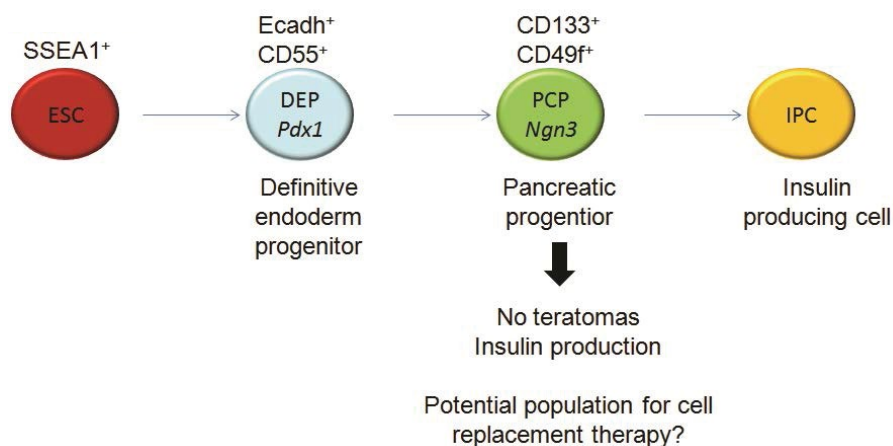 SSEA1⁺
ESC
Ecadh⁺
CD55⁺
DEP
Pdx1
Definitive
endoderm
progenitor
CD133⁺
CD49f⁺
PCP
Ngn3
Pancreatic
progentior
No teratomas
Insulin production
Potential population for cell
replacement therapy?
IPC
Insulin
producing cell